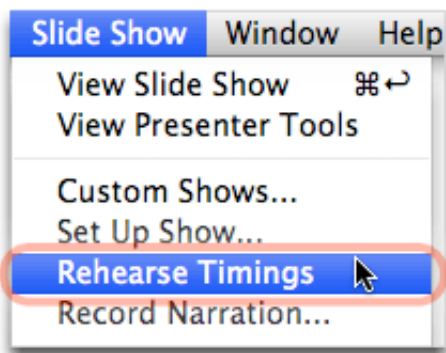 Slide Show Window Help
View Slide Show ⌘↩
View Presenter Tools
Custom Shows...
Set Up Show...
Rehearse Timings
Record Narration...